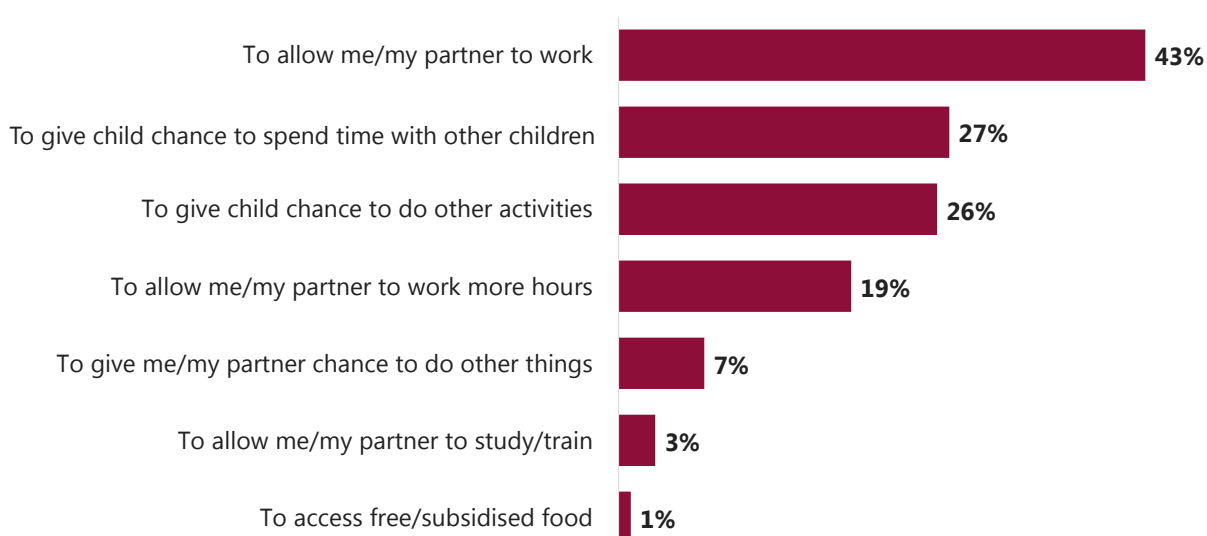 To allow me/my partner to work 43%
To give child chance to spend time with other children 27%
To give child chance to do other activities 26%
To allow me/my partner to work more hours 19%
To give me/my partner chance to do other things 7%
To allow me/my partner to study/train 3%
To access free/subsidised food 1%